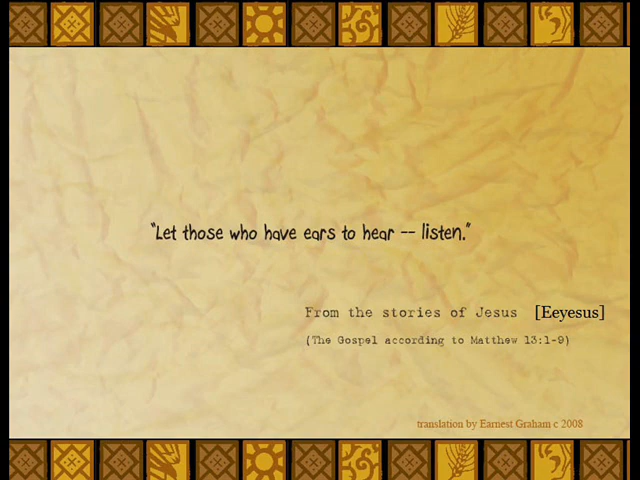 "Let those who have ears to hear -- listen."
From the stories of Jesus [Eeyesus]
(The Gospel according to Matthew 13:1-9)
translation by Earnest Graham c 2008